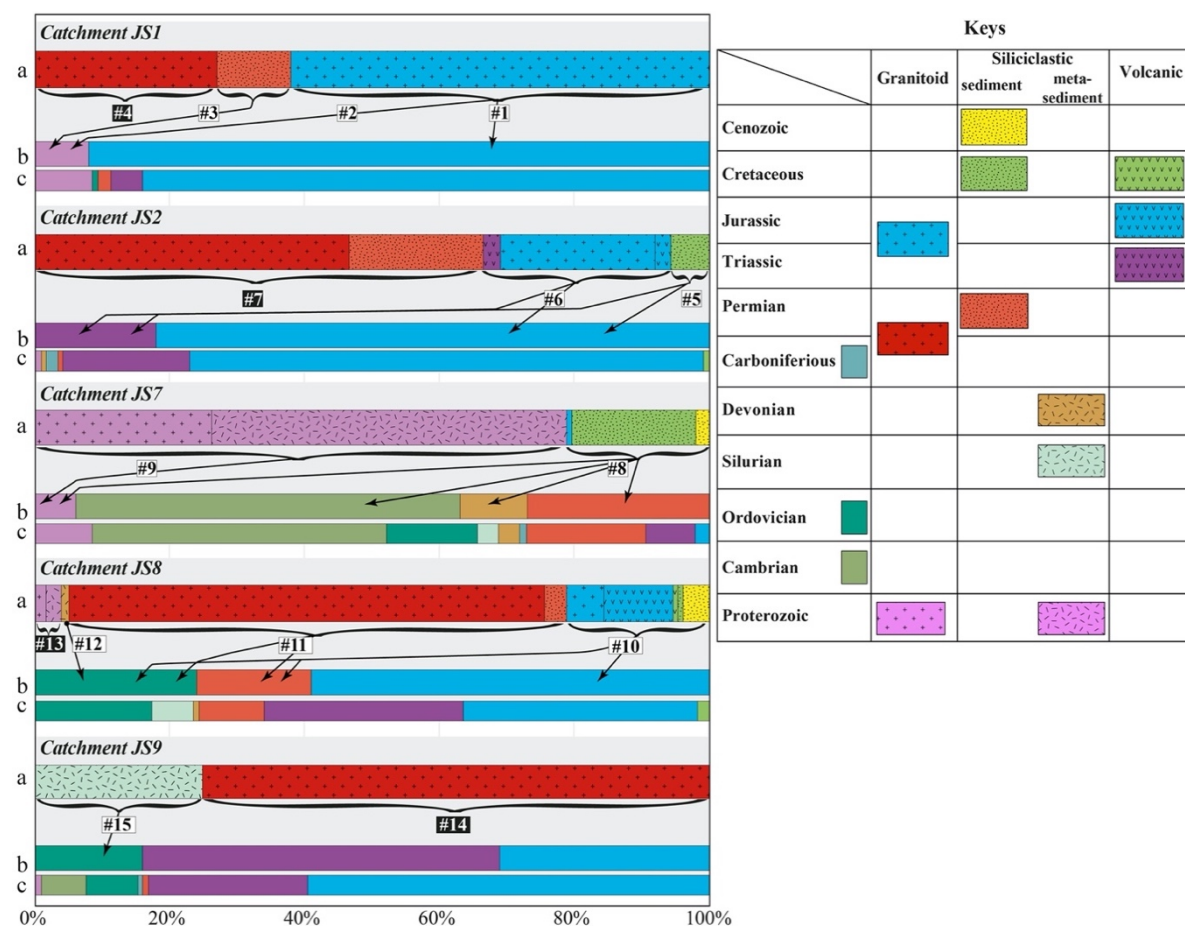 Catchment JS1
a
#4
#3
#2
#1
b
c
Catchment JS2
a
#7
#6
#5
b
c
Catchment JS7
a
#9
#8
b
c
Catchment JS8
a
#13
#12
#11
#10
b
c
Catchment JS9
a
#15
#14
b
c
0%
20%
40%
60%
80%
100%
Keys
Granitoid
Siliciclastic
sediment
meta-
sediment
Volcanic
Cenozoic
Cretaceous
Jurassic
Triassic
Permian
Carboniferious
Devonian
Silurian
Ordovician
Cambrian
Proterozoic